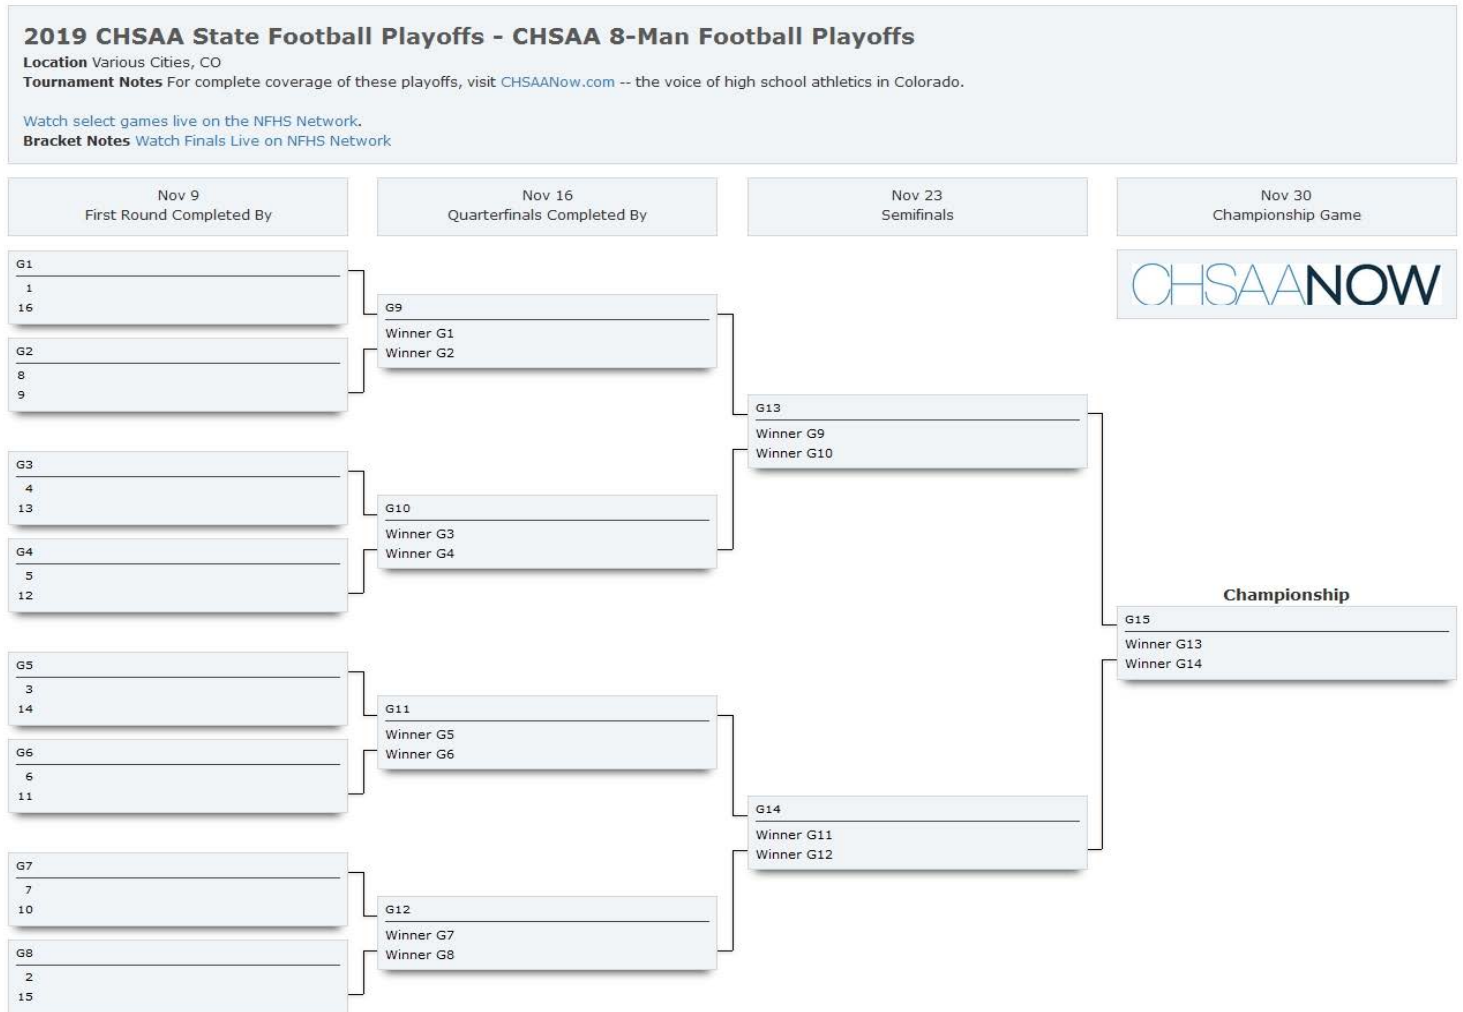 2019 CHSAA State Football Playoffs - CHSAA 8-Man Football Playoffs
Location Various Cities, CO
Tournament Notes For complete coverage of these playoffs, visit CHSAANow.com -- the voice of high school athletics in Colorado.
Watch select games live on the NFHS Network.
Bracket Notes Watch Finals Live on NFHS Network
Nov 9
First Round Completed By
Nov 16
Quarterfinals Completed By
Nov 23
Semifinals
Nov 30
Championship Game
CHSAANOW
G1
1
16
G2
8
9
G3
4
13
G4
5
12
G5
3
14
G6
6
11
G7
7
10
G8
2
15
G9
Winner G1
Winner G2
G10
Winner G3
Winner G4
G11
Winner G5
Winner G6
G12
Winner G7
Winner G8
G13
Winner G9
Winner G10
G14
Winner G11
Winner G12
Championship
G15
Winner G13
Winner G14